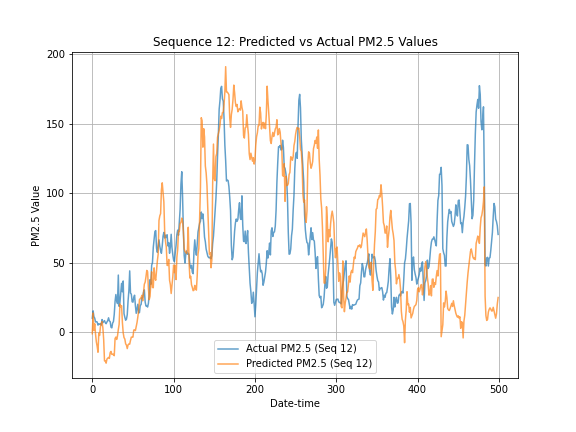 Sequence 12: Predicted vs Actual PM2.5 Values
200
150
100
50
0
PM2.5 Value
Actual PM2.5 (Seq 12)
Predicted PM2.5 (Seq 12)
0 100 200 300 400 500
Date-time